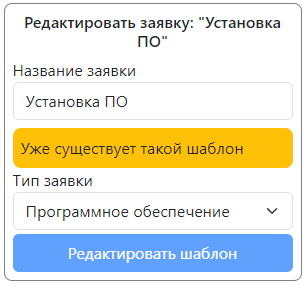 Редактировать заявку: "Установка
ПО"
Название заявки
Установка ПО
Уже существует такой шаблон
Тип заявки
Программное обеспечение
Редактировать шаблон